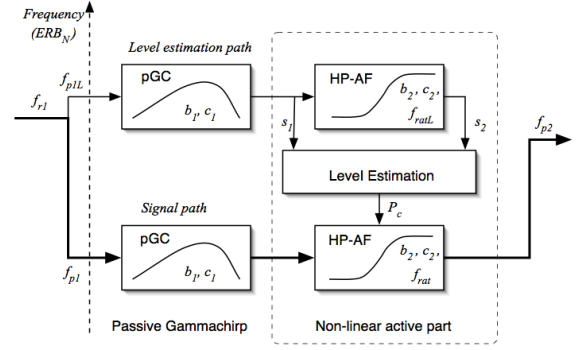 Frequency
(ERB_N)
Level estimation path
f_p1L
pGC
b_1, c_1
HP-AF
b_2, c_2,
f_ratL
f_r1
s_1
s_2
f_p2
Level Estimation
Signal path
P_c
pGC
b_1, c_1
HP-AF
b_2, c_2,
f_rat
f_p1
Passive Gammachirp
Non-linear active part